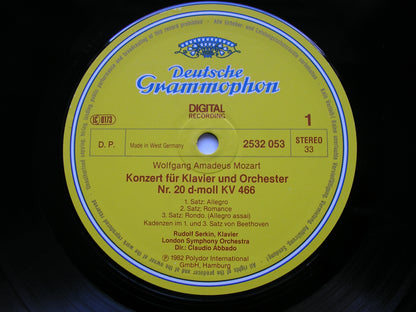 Deutsche
Grammophon
DIGITAL
RECORDING
LC 0173
1
D. P.
Made in West Germany
2532 053
STEREO
33
Wolfgang Amadeus Mozart
Konzert für Klavier und Orchester
Nr. 20 d-moll KV 466
1. Satz: Allegro
2. Satz: Romance
3. Satz: Rondo. (Allegro assai)
Kadenzen im 1. und 3. Satz von Beethoven
Rudolf Serkin, Klavier
London Symphony Orchestra
Dir.: Claudio Abbado
℗ 1982 Polydor International
GmbH, Hamburg